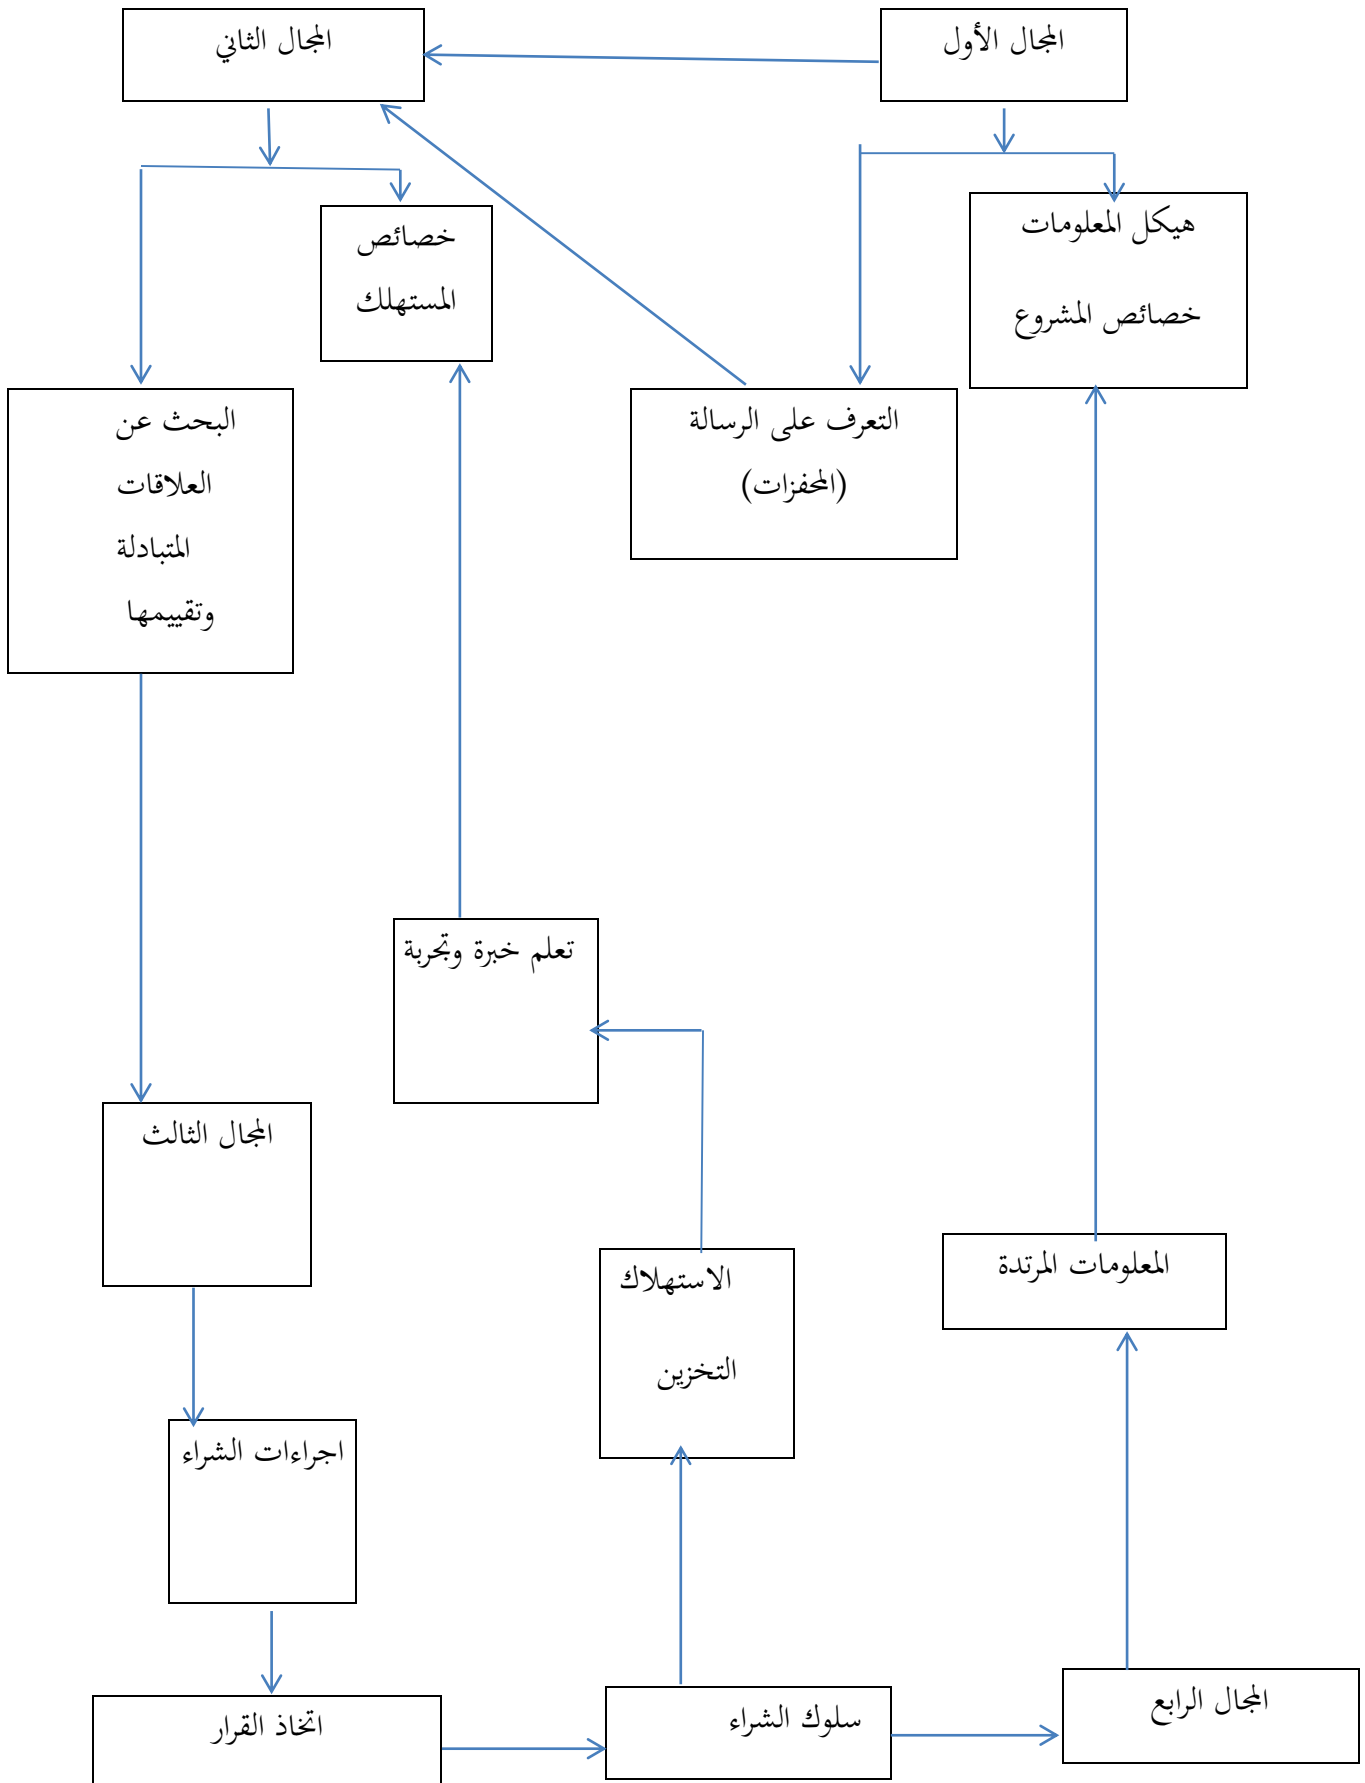 المجال الأول
المجال الثاني
هيكل المعلومات
خصائص المشروع
خصائص
المستهلك
التعرف على الرسالة
(المحفزات)
البحث عن
العلاقات
المتبادلة
وتقييمها
تعلم خبرة وتجربة
المجال الثالث
المعلومات المرتدة
الاستهلاك
التخزين
اجراءات الشراء
المجال الرابع
سلوك الشراء
اتخاذ القرار